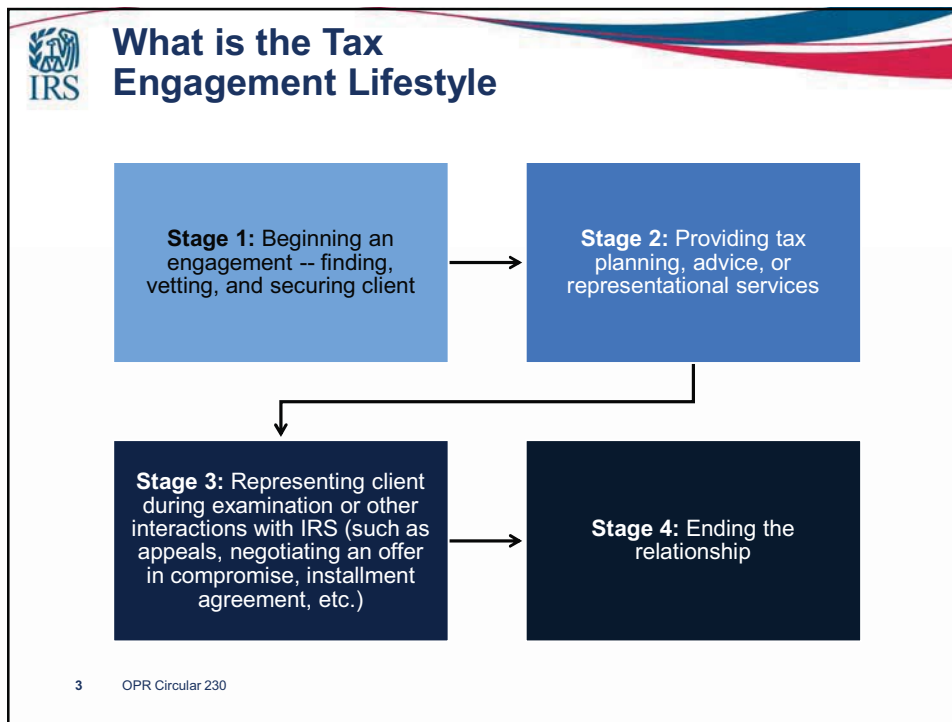 IRS
What is the Tax
Engagement Lifestyle
Stage 1: Beginning an
engagement -- finding,
vetting, and securing client
Stage 2: Providing tax
planning, advice, or
representational services
Stage 3: Representing client
during examination or other
interactions with IRS (such as
appeals, negotiating an offer
in compromise, installment
agreement, etc.)
Stage 4: Ending the
relationship
3 OPR Circular 230